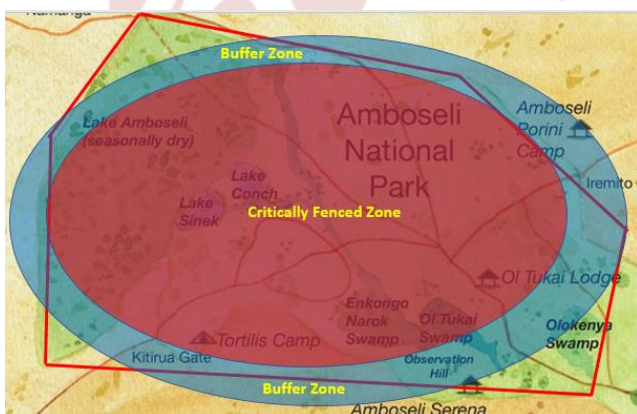 Namanga
Buffer Zone
Amboseli
National
Park
Amboseli
Porini
Camp
Lake Amboseli
(seasonally dry)
Lake
Conch
Iremito
Lake
Sinek
Critically Fenced Zone
Ol Tukai Lodge
Enkongo
Narok
Swamp
Ol Tukai
Swamp
Olokenya
Swamp
Tortilis Camp
Kitirua Gate
Observation
Hill
Buffer Zone
Amboseli Serena